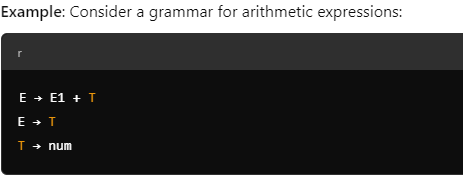 Example: Consider a grammar for arithmetic expressions:
r
E → E1 + T
E → T
T → num